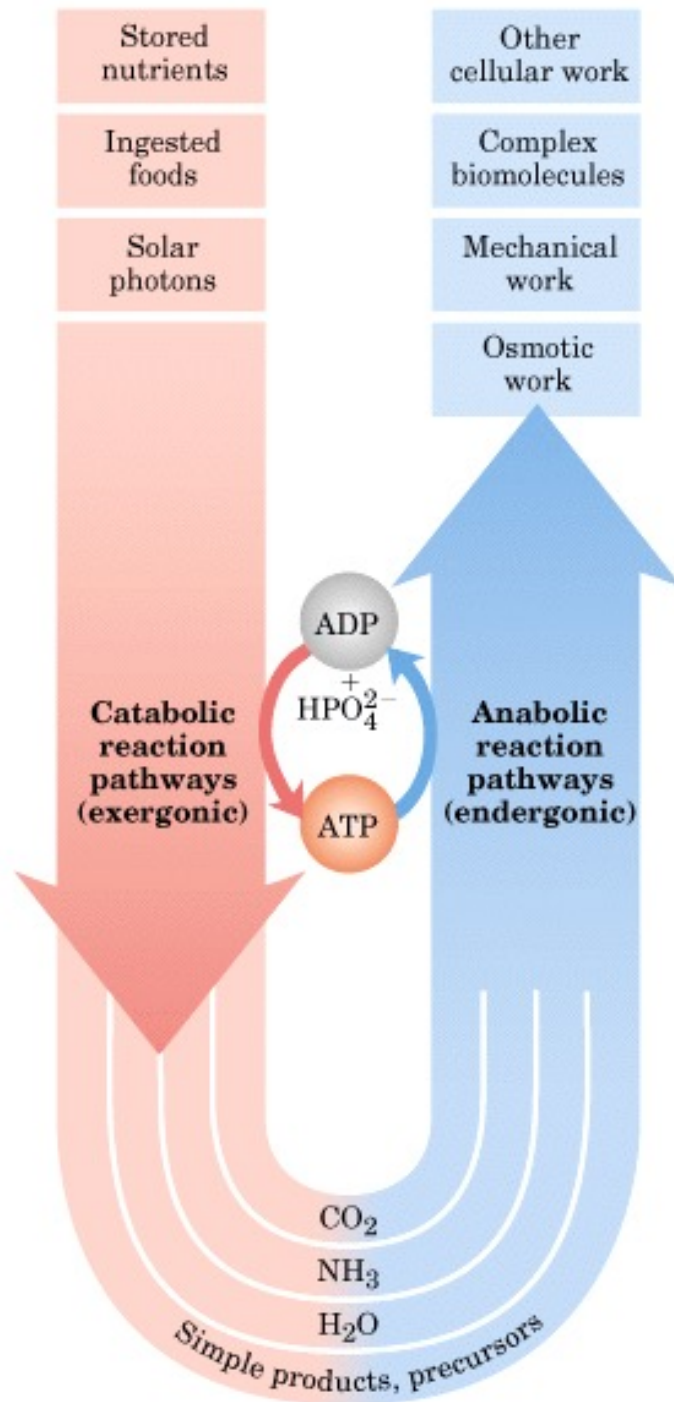 Stored
nutrients
Ingested
foods
Solar
photons
Catabolic
reaction
pathways
(exergonic)
Other
cellular work
Complex
biomolecules
Mechanical
work
Osmotic
work
Anabolic
reaction
pathways
(endergonic)
ADP
+
HPO₄²⁻
ATP
CO₂
NH₃
H₂O
Simple products, precursors